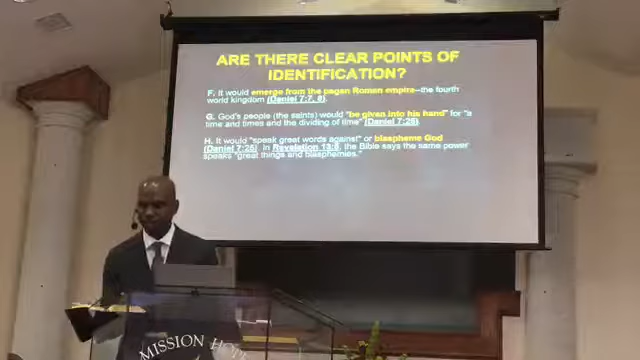 ARE THERE CLEAR POINTS OF
IDENTIFICATION?
F. It would emerge from the pagan Roman empire--the fourth
world kingdom (Daniel 7:7, 8).
G. God's people (the saints) would "be given into his hand" for "a
time and times and the dividing of time" (Daniel 7:25)
H. It would "speak great words against" or blaspheme God
(Daniel 7:25). In Revelation 13:5, the Bible says the same power
speaks "great things and blasphemies."
MISSION HOPE